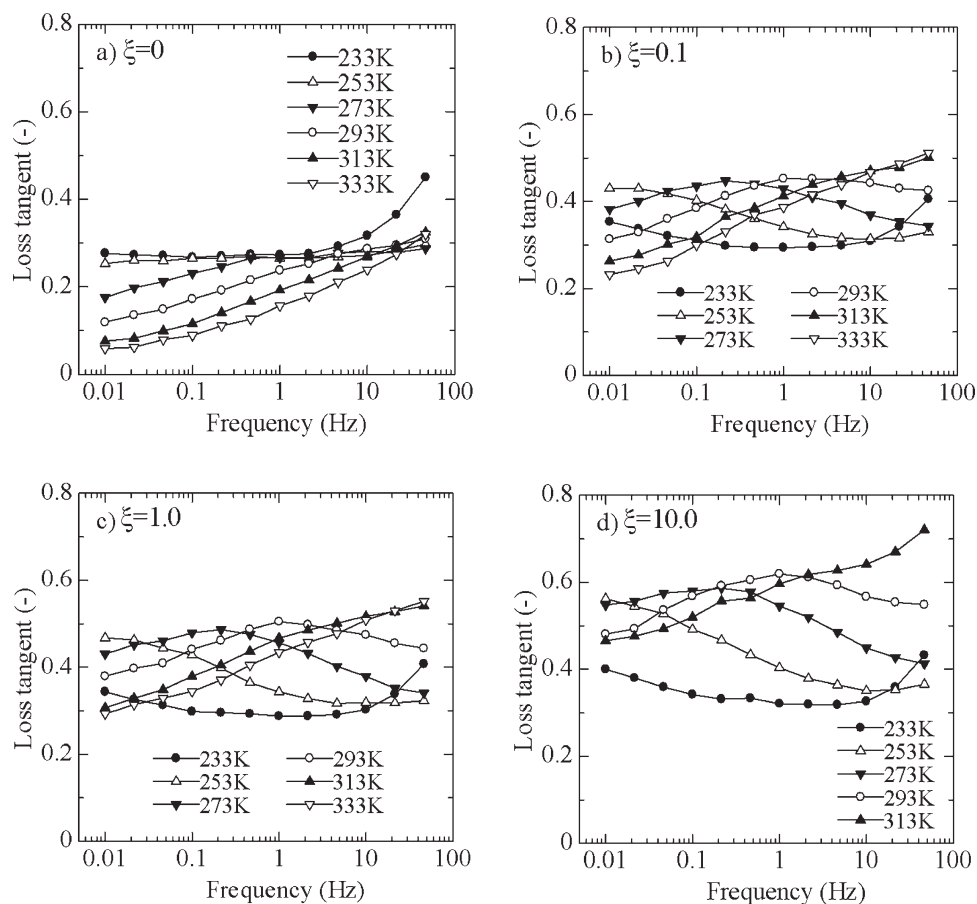 a) ξ=0
233K
253K
273K
293K
313K
333K
0.8
0.6
0.4
0.2
0
Loss tangent (-)
0.01 0.1 1 10 100
Frequency (Hz)
b) ξ=0.1
0.8
0.6
0.4
0.2
0
Loss tangent (-)
233K 293K
253K 313K
273K 333K
0.01 0.1 1 10 100
Frequency (Hz)
c) ξ=1.0
0.8
0.6
0.4
0.2
0
Loss tangent (-)
233K 293K
253K 313K
273K 333K
0.01 0.1 1 10 100
Frequency (Hz)
d) ξ=10.0
0.8
0.6
0.4
0.2
0
Loss tangent (-)
233K
253K
273K
293K
313K
0.01 0.1 1 10 100
Frequency (Hz)